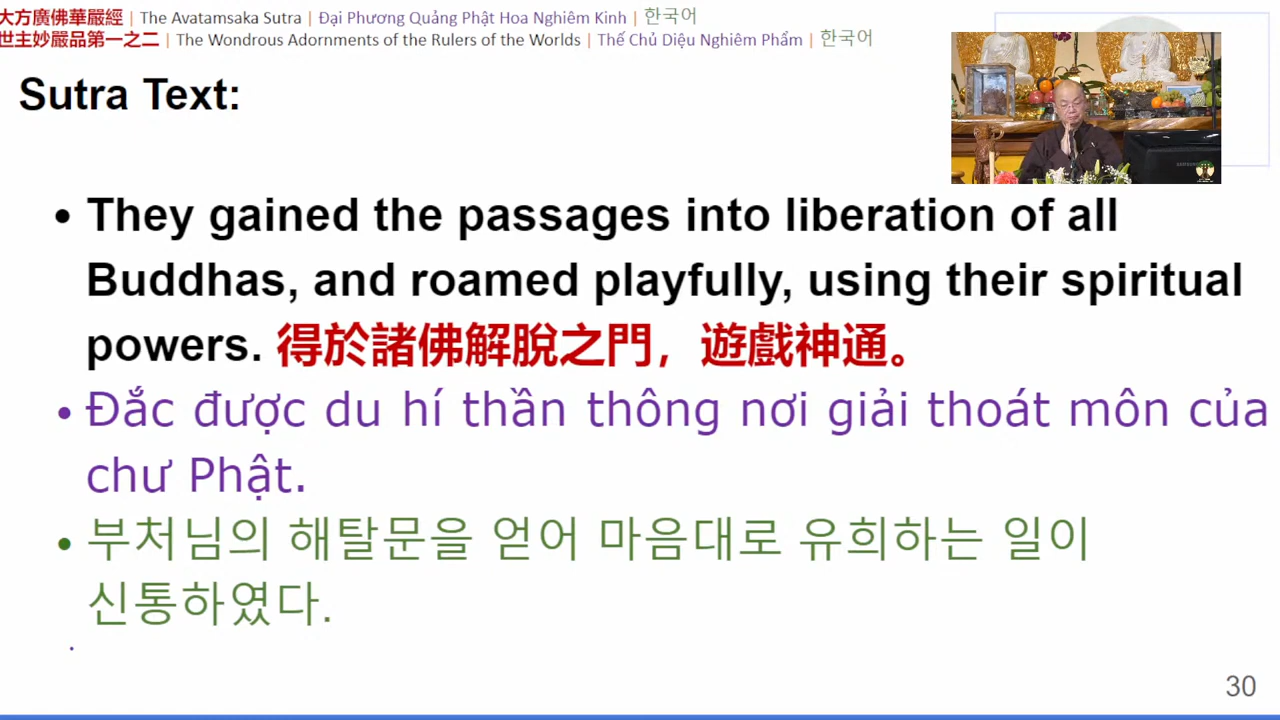 大方廣佛華嚴經 | The Avatamsaka Sutra | Đại Phương Quảng Phật Hoa Nghiêm Kinh | 한국어
世主妙嚴品第一之二 | The Wondrous Adornments of the Rulers of the Worlds | Thế Chủ Diệu Nghiêm Phẩm | 한국어
Sutra Text:
• They gained the passages into liberation of all
Buddhas, and roamed playfully, using their spiritual
powers. 得於諸佛解脫之門，遊戲神通。
• Đắc được du hí thần thông nơi giải thoát môn của
chư Phật.
• 부처님의 해탈문을 얻어 마음대로 유희하는 일이
신통하였다.
30